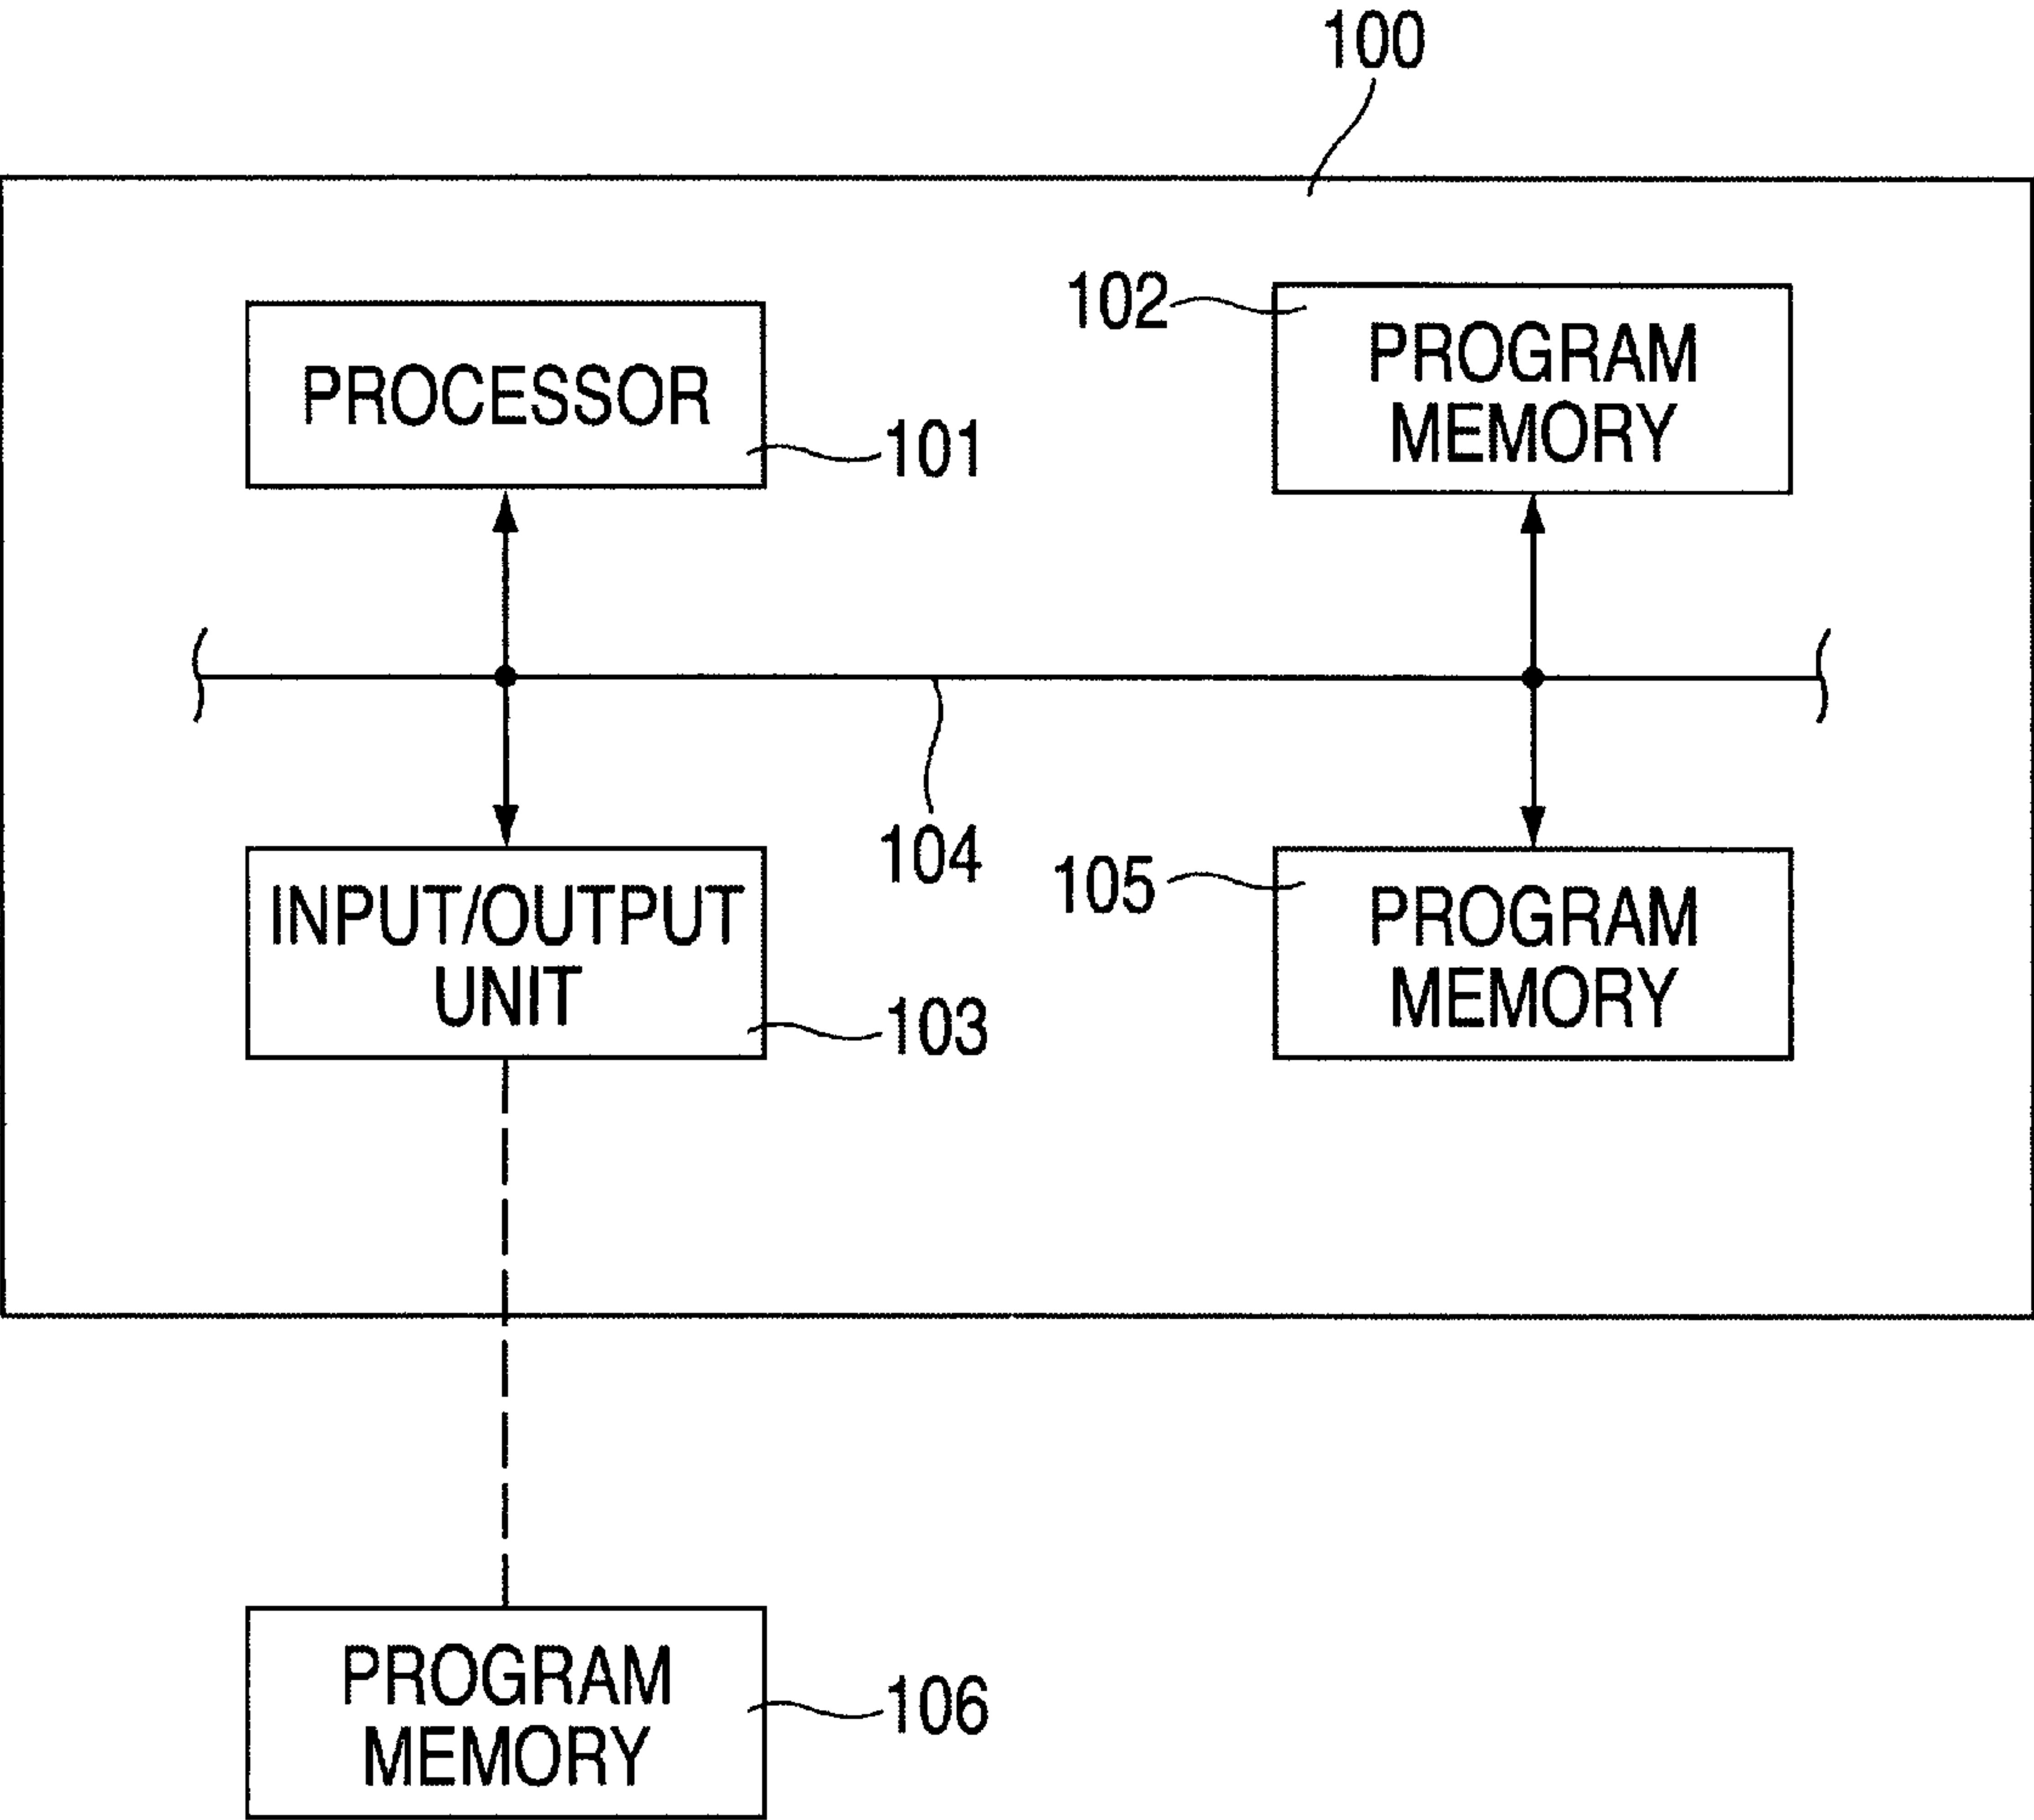 100
102
PROGRAM
MEMORY
PROCESSOR
101
104
105
PROGRAM
MEMORY
INPUT/OUTPUT
UNIT
103
PROGRAM
MEMORY
106